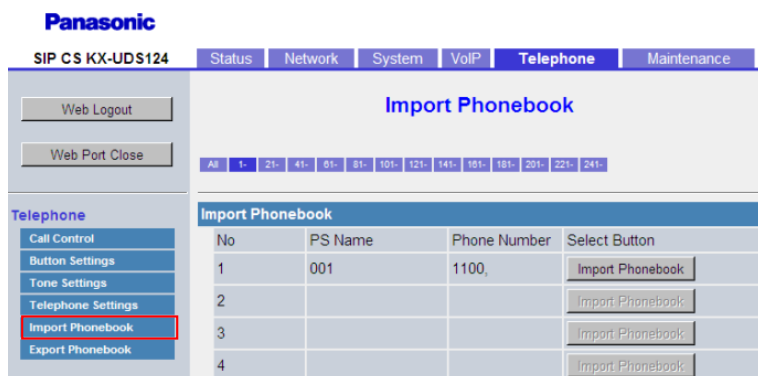 Panasonic
SIP CS KX-UDS124
Status Network System VoIP Telephone Maintenance
Web Logout
Web Port Close
Import Phonebook
All 1- 21- 41- 61- 81- 101- 121- 141- 161- 181- 201- 221- 241-
Telephone
Call Control
Button Settings
Tone Settings
Telephone Settings
Import Phonebook
Export Phonebook
Import Phonebook
No PS Name Phone Number Select Button
1 001 1100, Import Phonebook
2 Import Phonebook
3 Import Phonebook
4 Import Phonebook